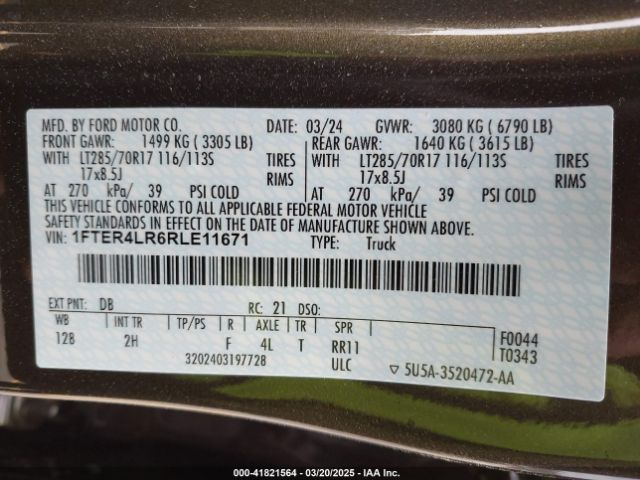 MFD. BY FORD MOTOR CO. DATE: 03/24 GVWR: 3080 KG ( 6790 LB)
FRONT GAWR: 1499 KG ( 3305 LB) REAR GAWR: 1640 KG ( 3615 LB)
WITH LT285/70R17 116/113S TIRES WITH LT285/70R17 116/113S TIRES
17x8.5J RIMS 17x8.5J RIMS
AT 270 kPa/ 39 PSI COLD AT 270 kPa/ 39 PSI COLD
THIS VEHICLE CONFORMS TO ALL APPLICABLE FEDERAL MOTOR VEHICLE
SAFETY STANDARDS IN EFFECT ON THE DATE OF MANUFACTURE SHOWN ABOVE.
VIN: 1FTER4LR6RLE11671 TYPE: Truck
EXT PNT: DB RC: 21 DSO:
WB INT TR TP/PS R AXLE TR SPR F0044
128 2H F 4L T RR11 T0343
3202403197728 ULC ▽ 5U5A-3520472-AA
000-41821564 — 03/20/2025 — IAA Inc.